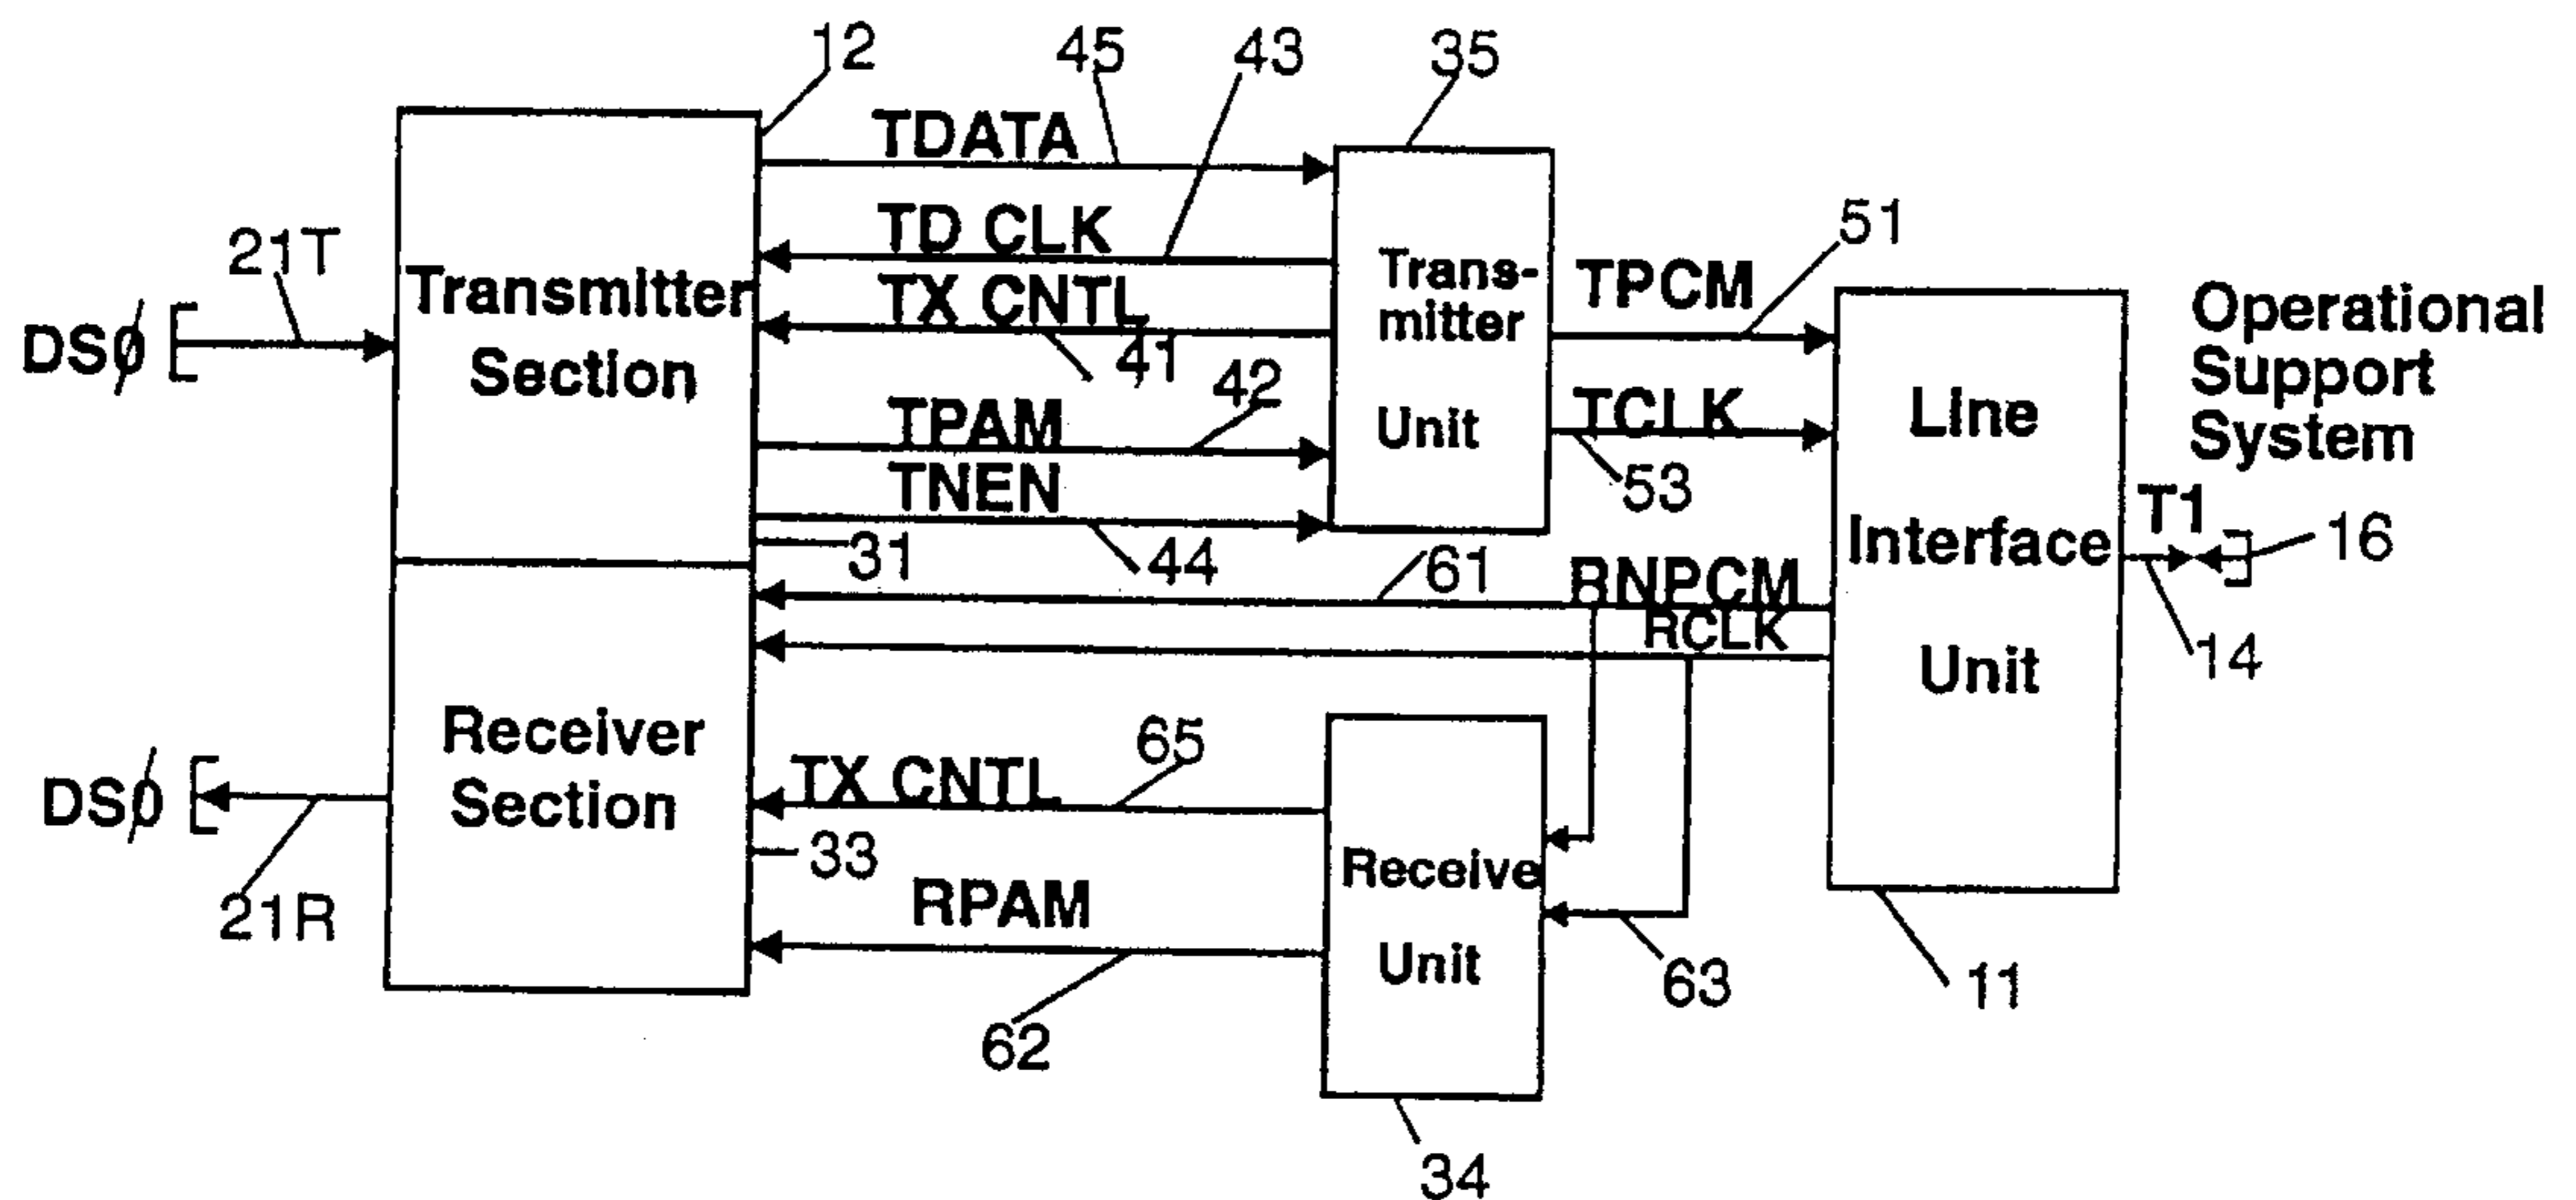 12
45
43
35
TDATA
TD CLK
51
21T
Transmitter
Section
TX CNTL
41
42
Trans-
mitter
Unit
TPCM
Operational
Support
System
DSØ
TPAM
TCLK
Line
Interface
Unit
TNEN
53
T1
16
31
44
61
RNPCM
RCLK
14
Receiver
Section
65
TX CNTL
DSØ
33
Receive
Unit
21R
RPAM
63
11
62
34